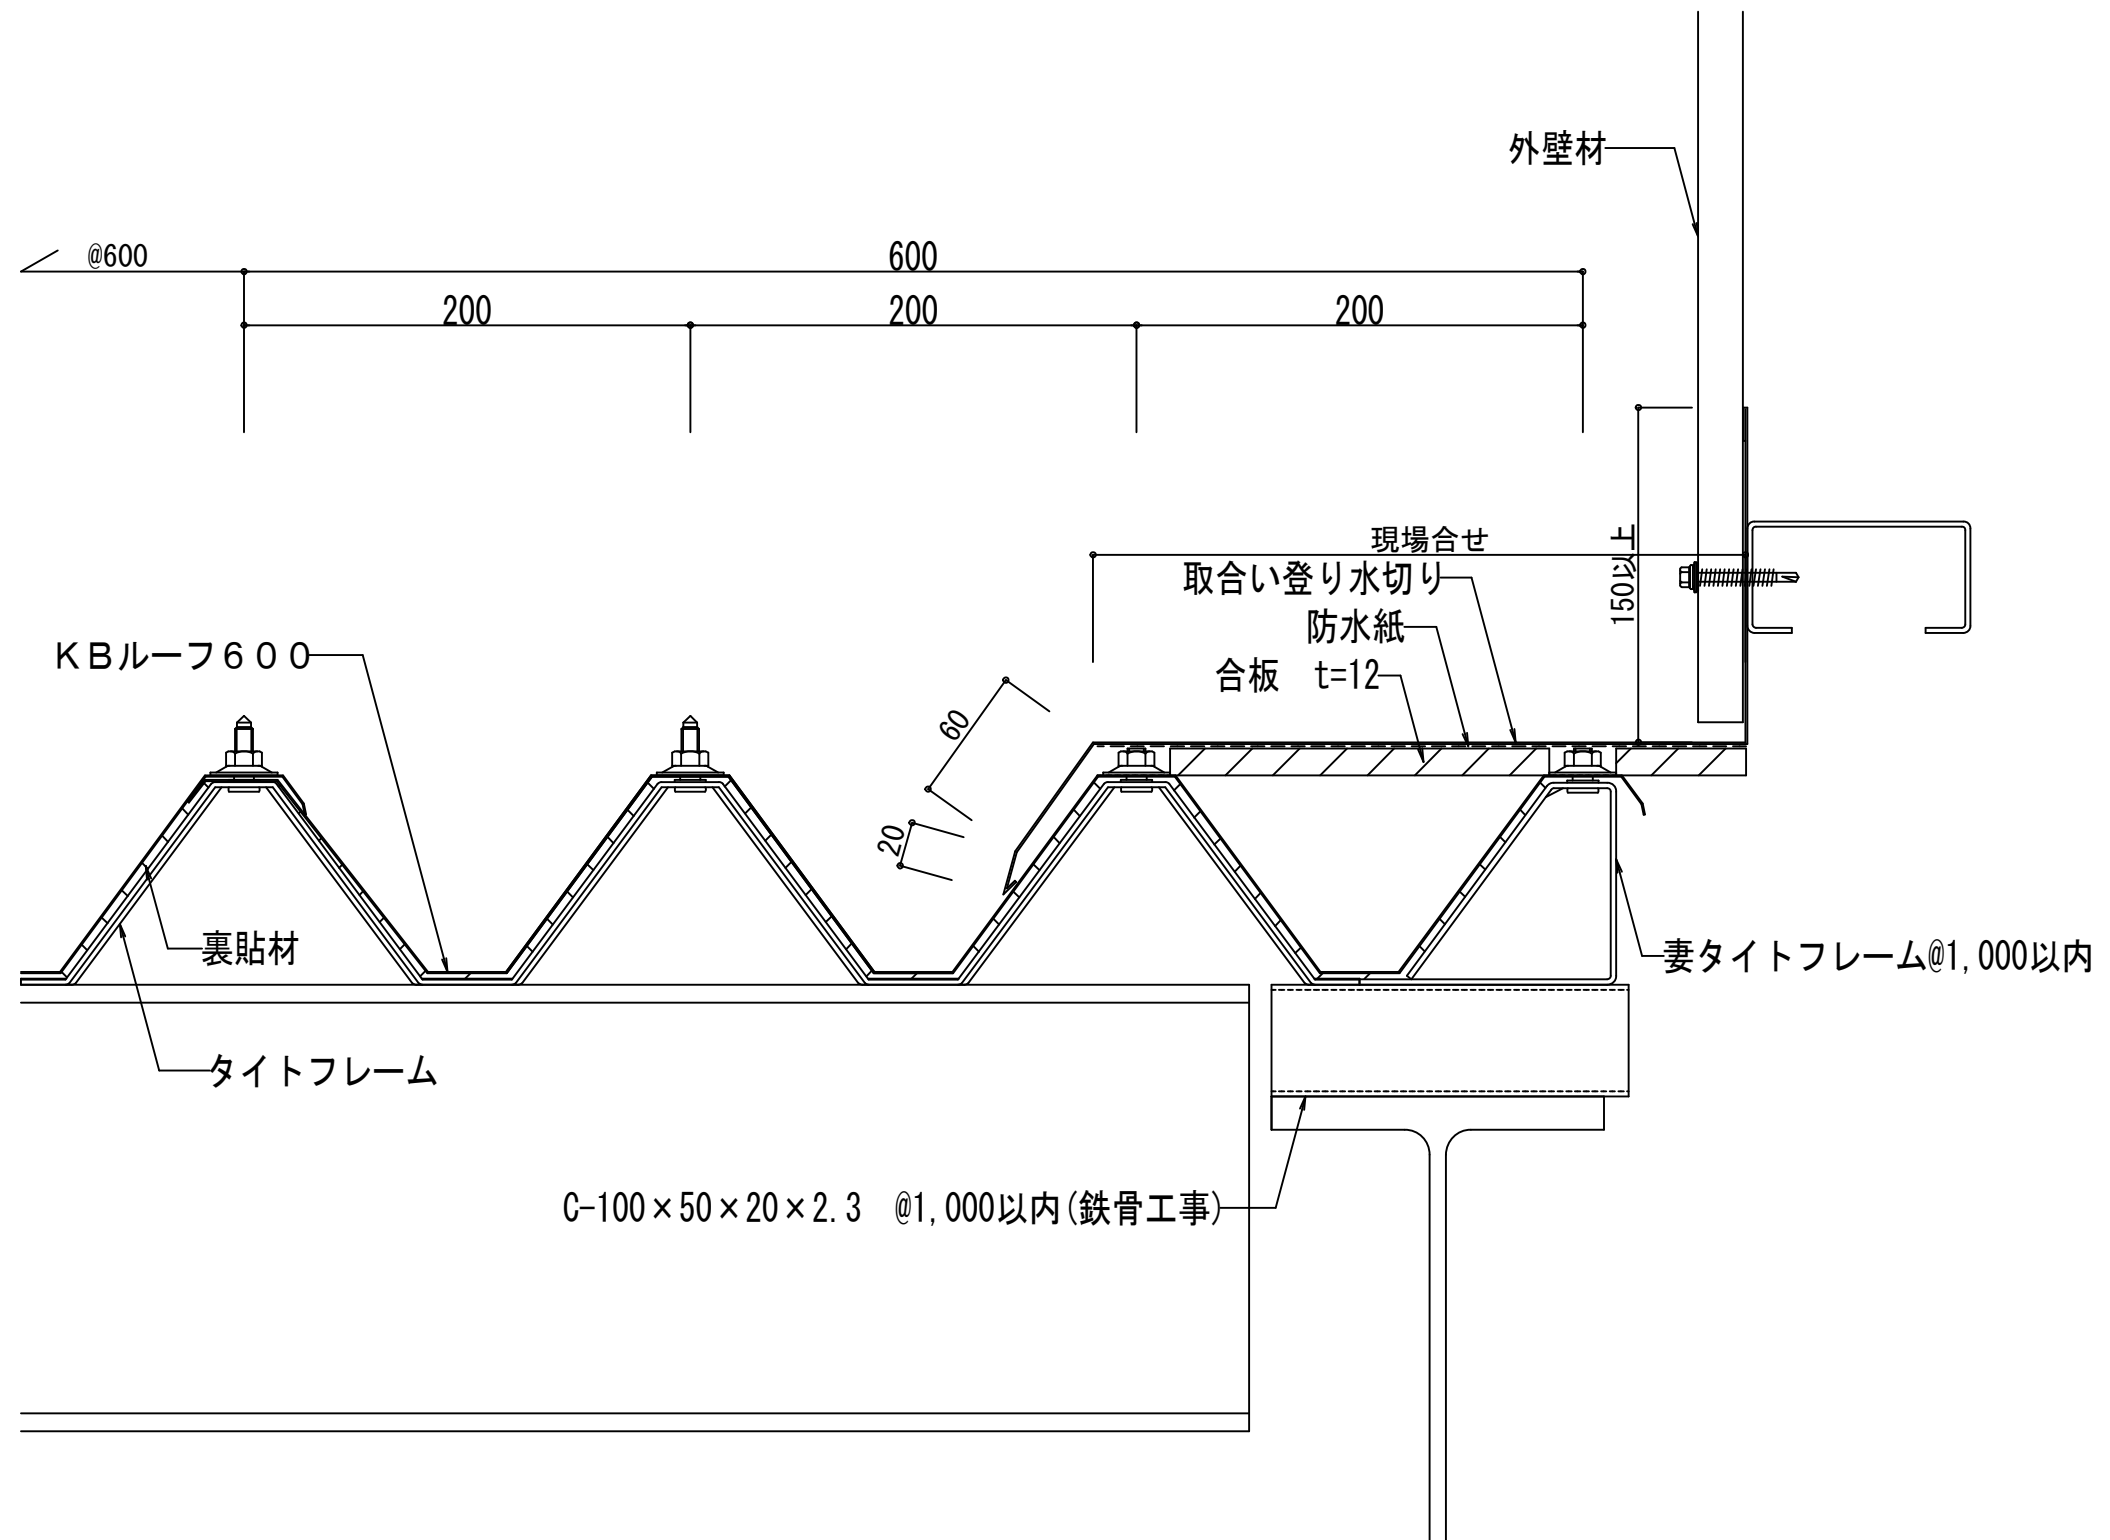 外壁材
@600
600
200
200
200
現場合せ
150以上
取合い登り水切り
防水紙
合板　t=12
KBルーフ600
60
20
裏貼材
妻タイトフレーム@1,000以内
タイトフレーム
C-100×50×20×2.3　@1,000以内(鉄骨工事)